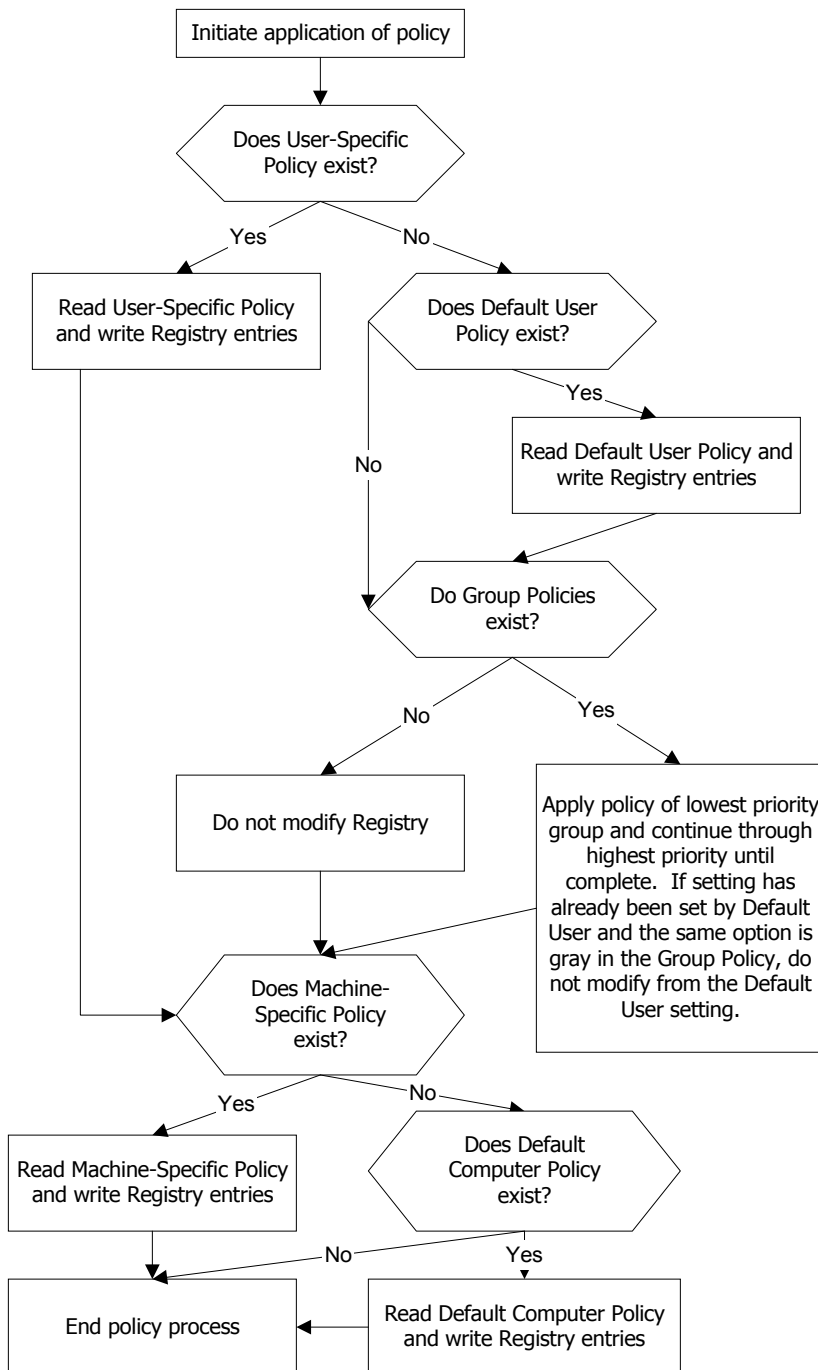 Initiate application of policy
Does User-Specific
Policy exist?
Yes
No
Read User-Specific Policy
and write Registry entries
Does Default User
Policy exist?
Yes
No
Read Default User Policy and
write Registry entries
Do Group Policies
exist?
No
Yes
Do not modify Registry
Apply policy of lowest priority
group and continue through
highest priority until
complete. If setting has
already been set by Default
User and the same option is
gray in the Group Policy, do
not modify from the Default
User setting.
Does Machine-
Specific Policy
exist?
Yes
No
Read Machine-Specific Policy
and write Registry entries
Does Default
Computer Policy
exist?
No
Yes
End policy process
Read Default Computer Policy
and write Registry entries